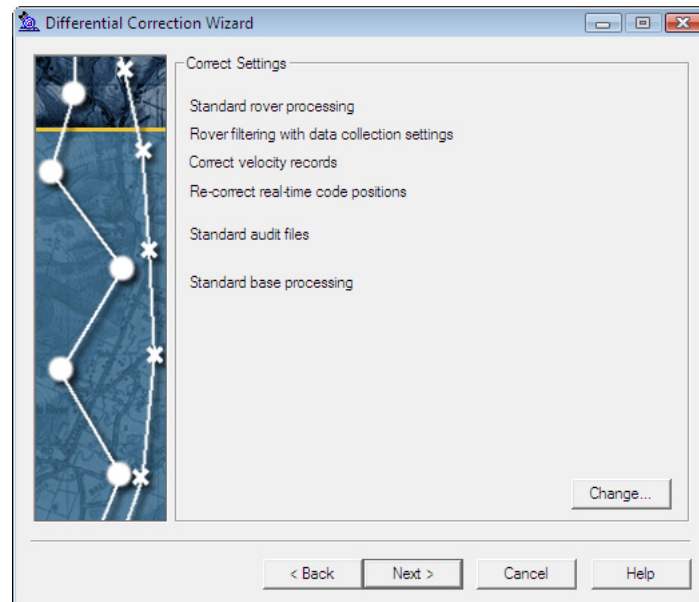 Differential Correction Wizard
Correct Settings
Standard rover processing
Rover filtering with data collection settings
Correct velocity records
Re-correct real-time code positions
Standard audit files
Standard base processing
Change...
< Back
Next >
Cancel
Help